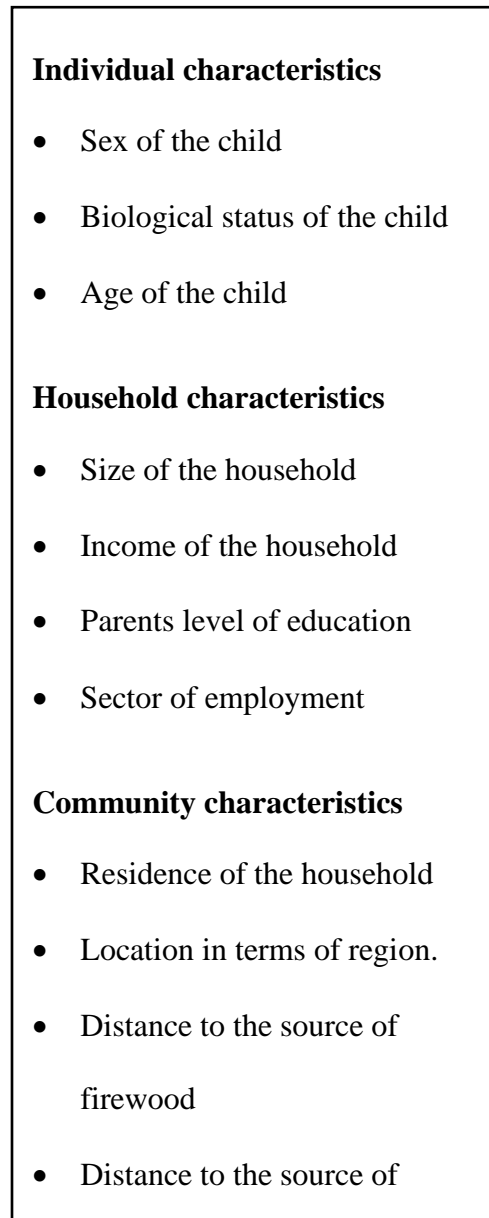 Individual characteristics
• Sex of the child
• Biological status of the child
• Age of the child
Household characteristics
• Size of the household
• Income of the household
• Parents level of education
• Sector of employment
Community characteristics
• Residence of the household
• Location in terms of region.
• Distance to the source of
firewood
• Distance to the source of